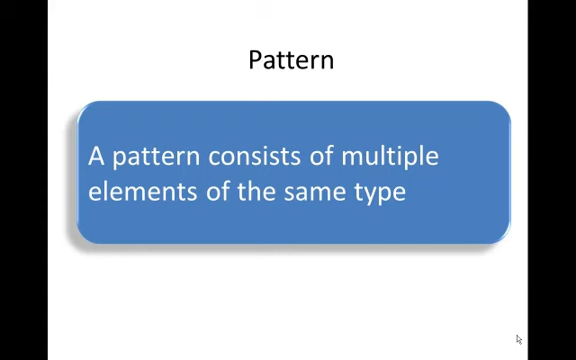 Pattern
A pattern consists of multiple
elements of the same type